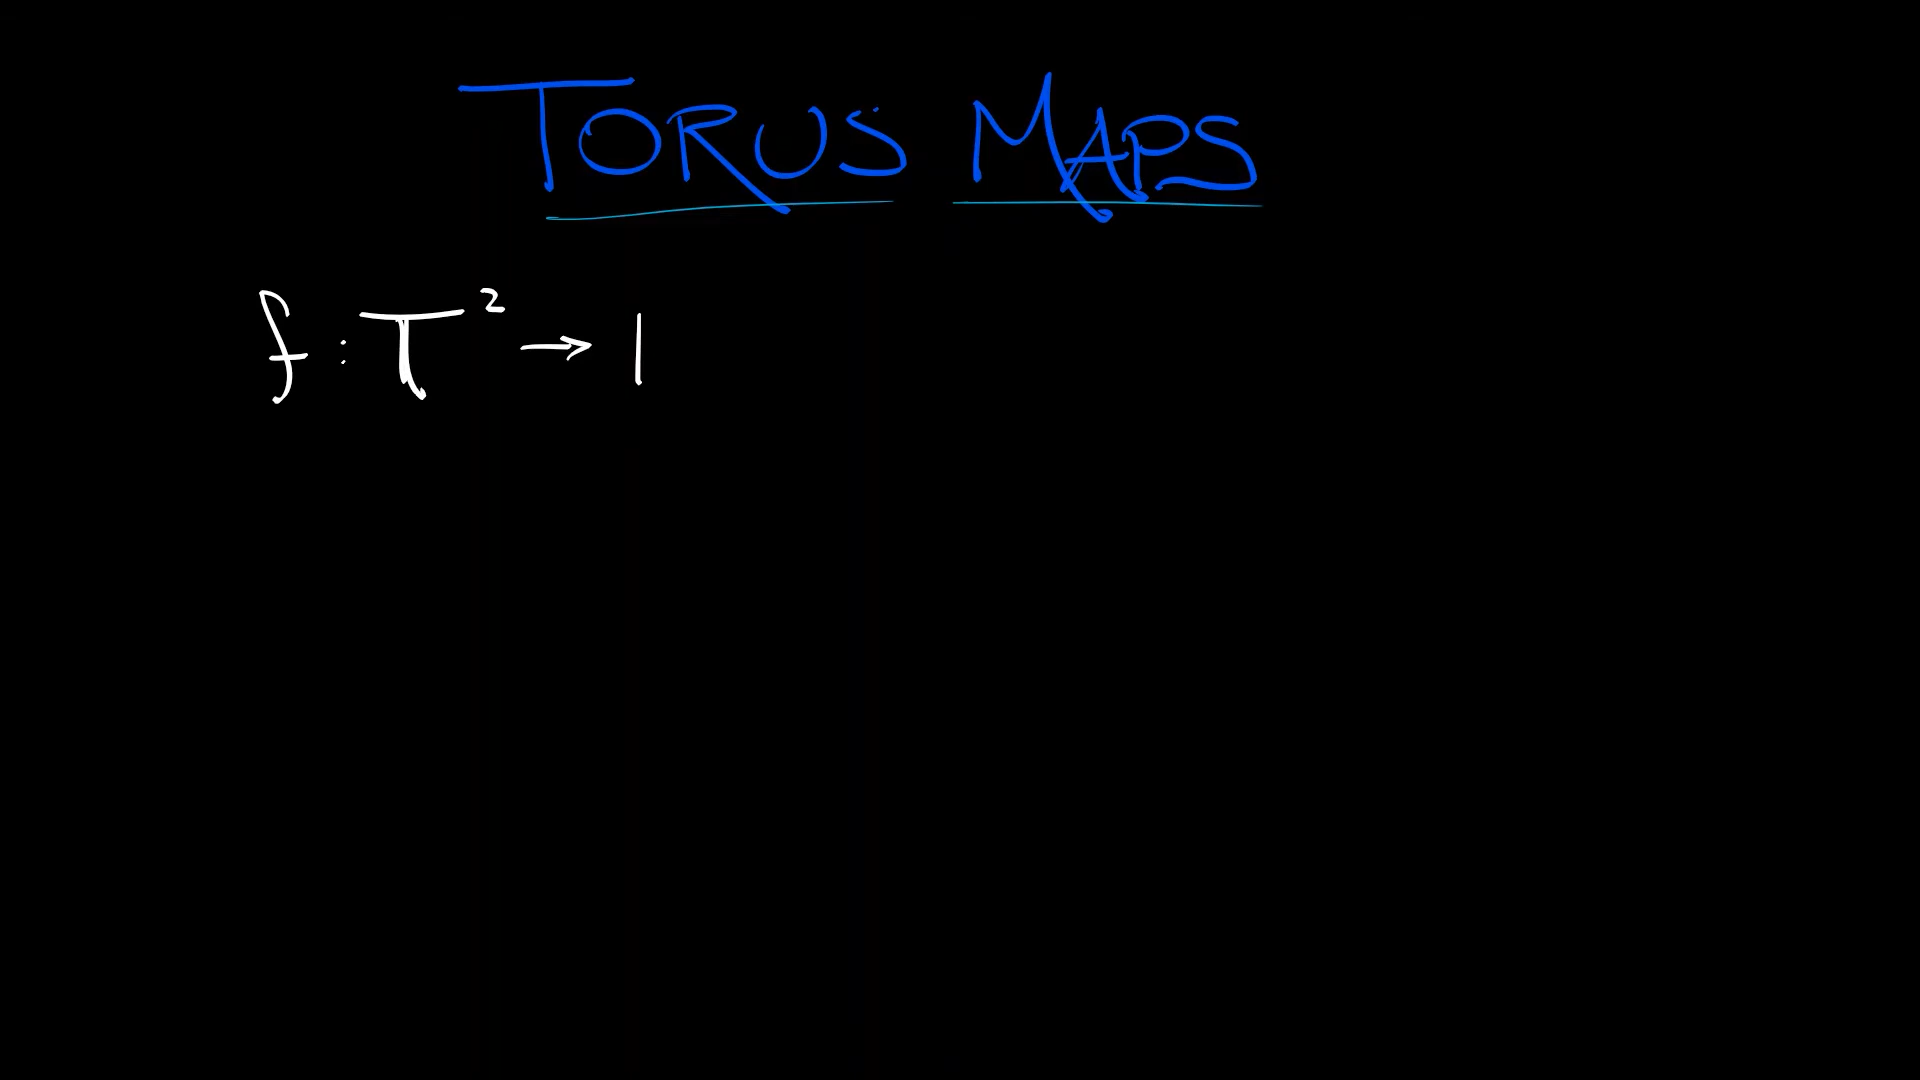 TORUS MAPS
f : T² → |